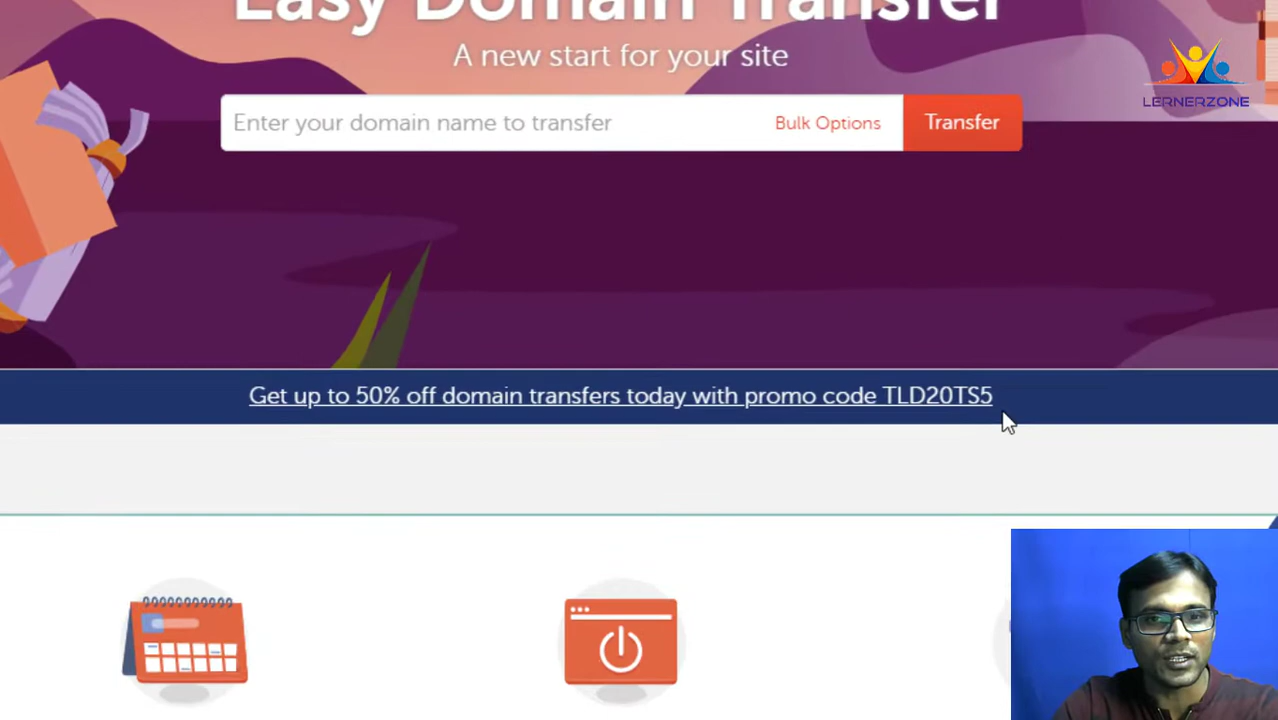 Easy Domain Transfer
A new start for your site
LERNERZONE
Enter your domain name to transfer
Bulk Options
Transfer
Get up to 50% off domain transfers today with promo code TLD20TS5